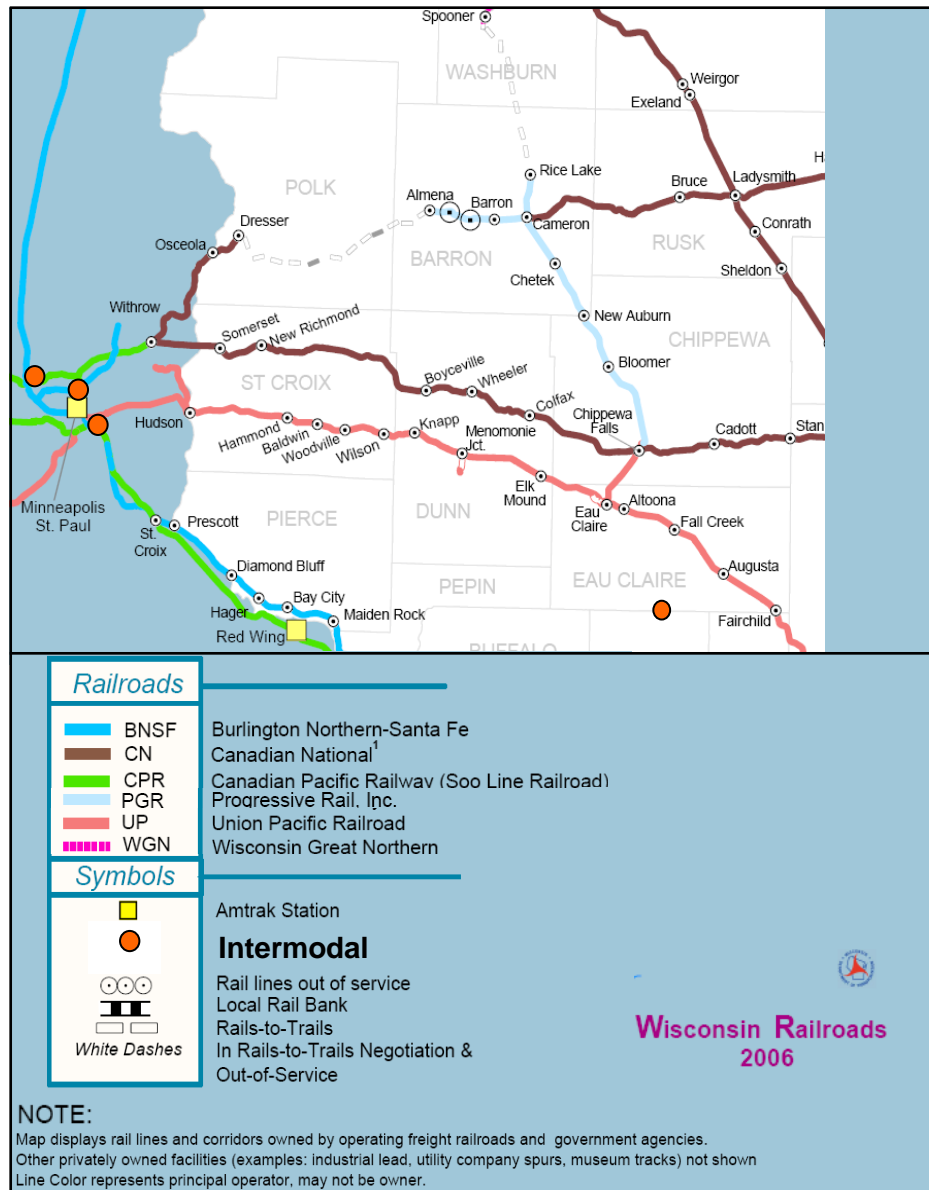 Spooner
WASHBURN
Weirgor
Exeland
Rice Lake
POLK
Almena
Barron
Bruce
Ladysmith
Dresser
Cameron
Conrath
Osceola
RUSK
BARRON
Chetek
Sheldon
Withrow
New Auburn
Somerset
New Richmond
CHIPPEWA
Bloomer
ST CROIX
Boyceville
Wheeler
Colfax
Chippewa
Falls
Hudson
Hammond
Baldwin
Woodville
Wilson
Knapp
Menomonie
Jct.
Cadott
Stan
Elk
Mound
Minneapolis
St. Paul
Eau
Claire
Altoona
PIERCE
DUNN
Prescott
St.
Croix
Fall Creek
Diamond Bluff
PEPIN
EAU CLAIRE
Augusta
Bay City
Hager
Maiden Rock
Fairchild
Red Wing
BUFFALO
Railroads
BNSF Burlington Northern-Santa Fe
CN Canadian National1
CPR Canadian Pacific Railway (Soo Line Railroad)
PGR Progressive Rail, Inc.
UP Union Pacific Railroad
WGN Wisconsin Great Northern
Symbols
Amtrak Station
Intermodal
Rail lines out of service
Local Rail Bank
Rails-to-Trails
White Dashes In Rails-to-Trails Negotiation &
Out-of-Service
Wisconsin Railroads
2006
NOTE:
Map displays rail lines and corridors owned by operating freight railroads and government agencies.
Other privately owned facilities (examples: industrial lead, utility company spurs, museum tracks) not shown
Line Color represents principal operator, may not be owner.